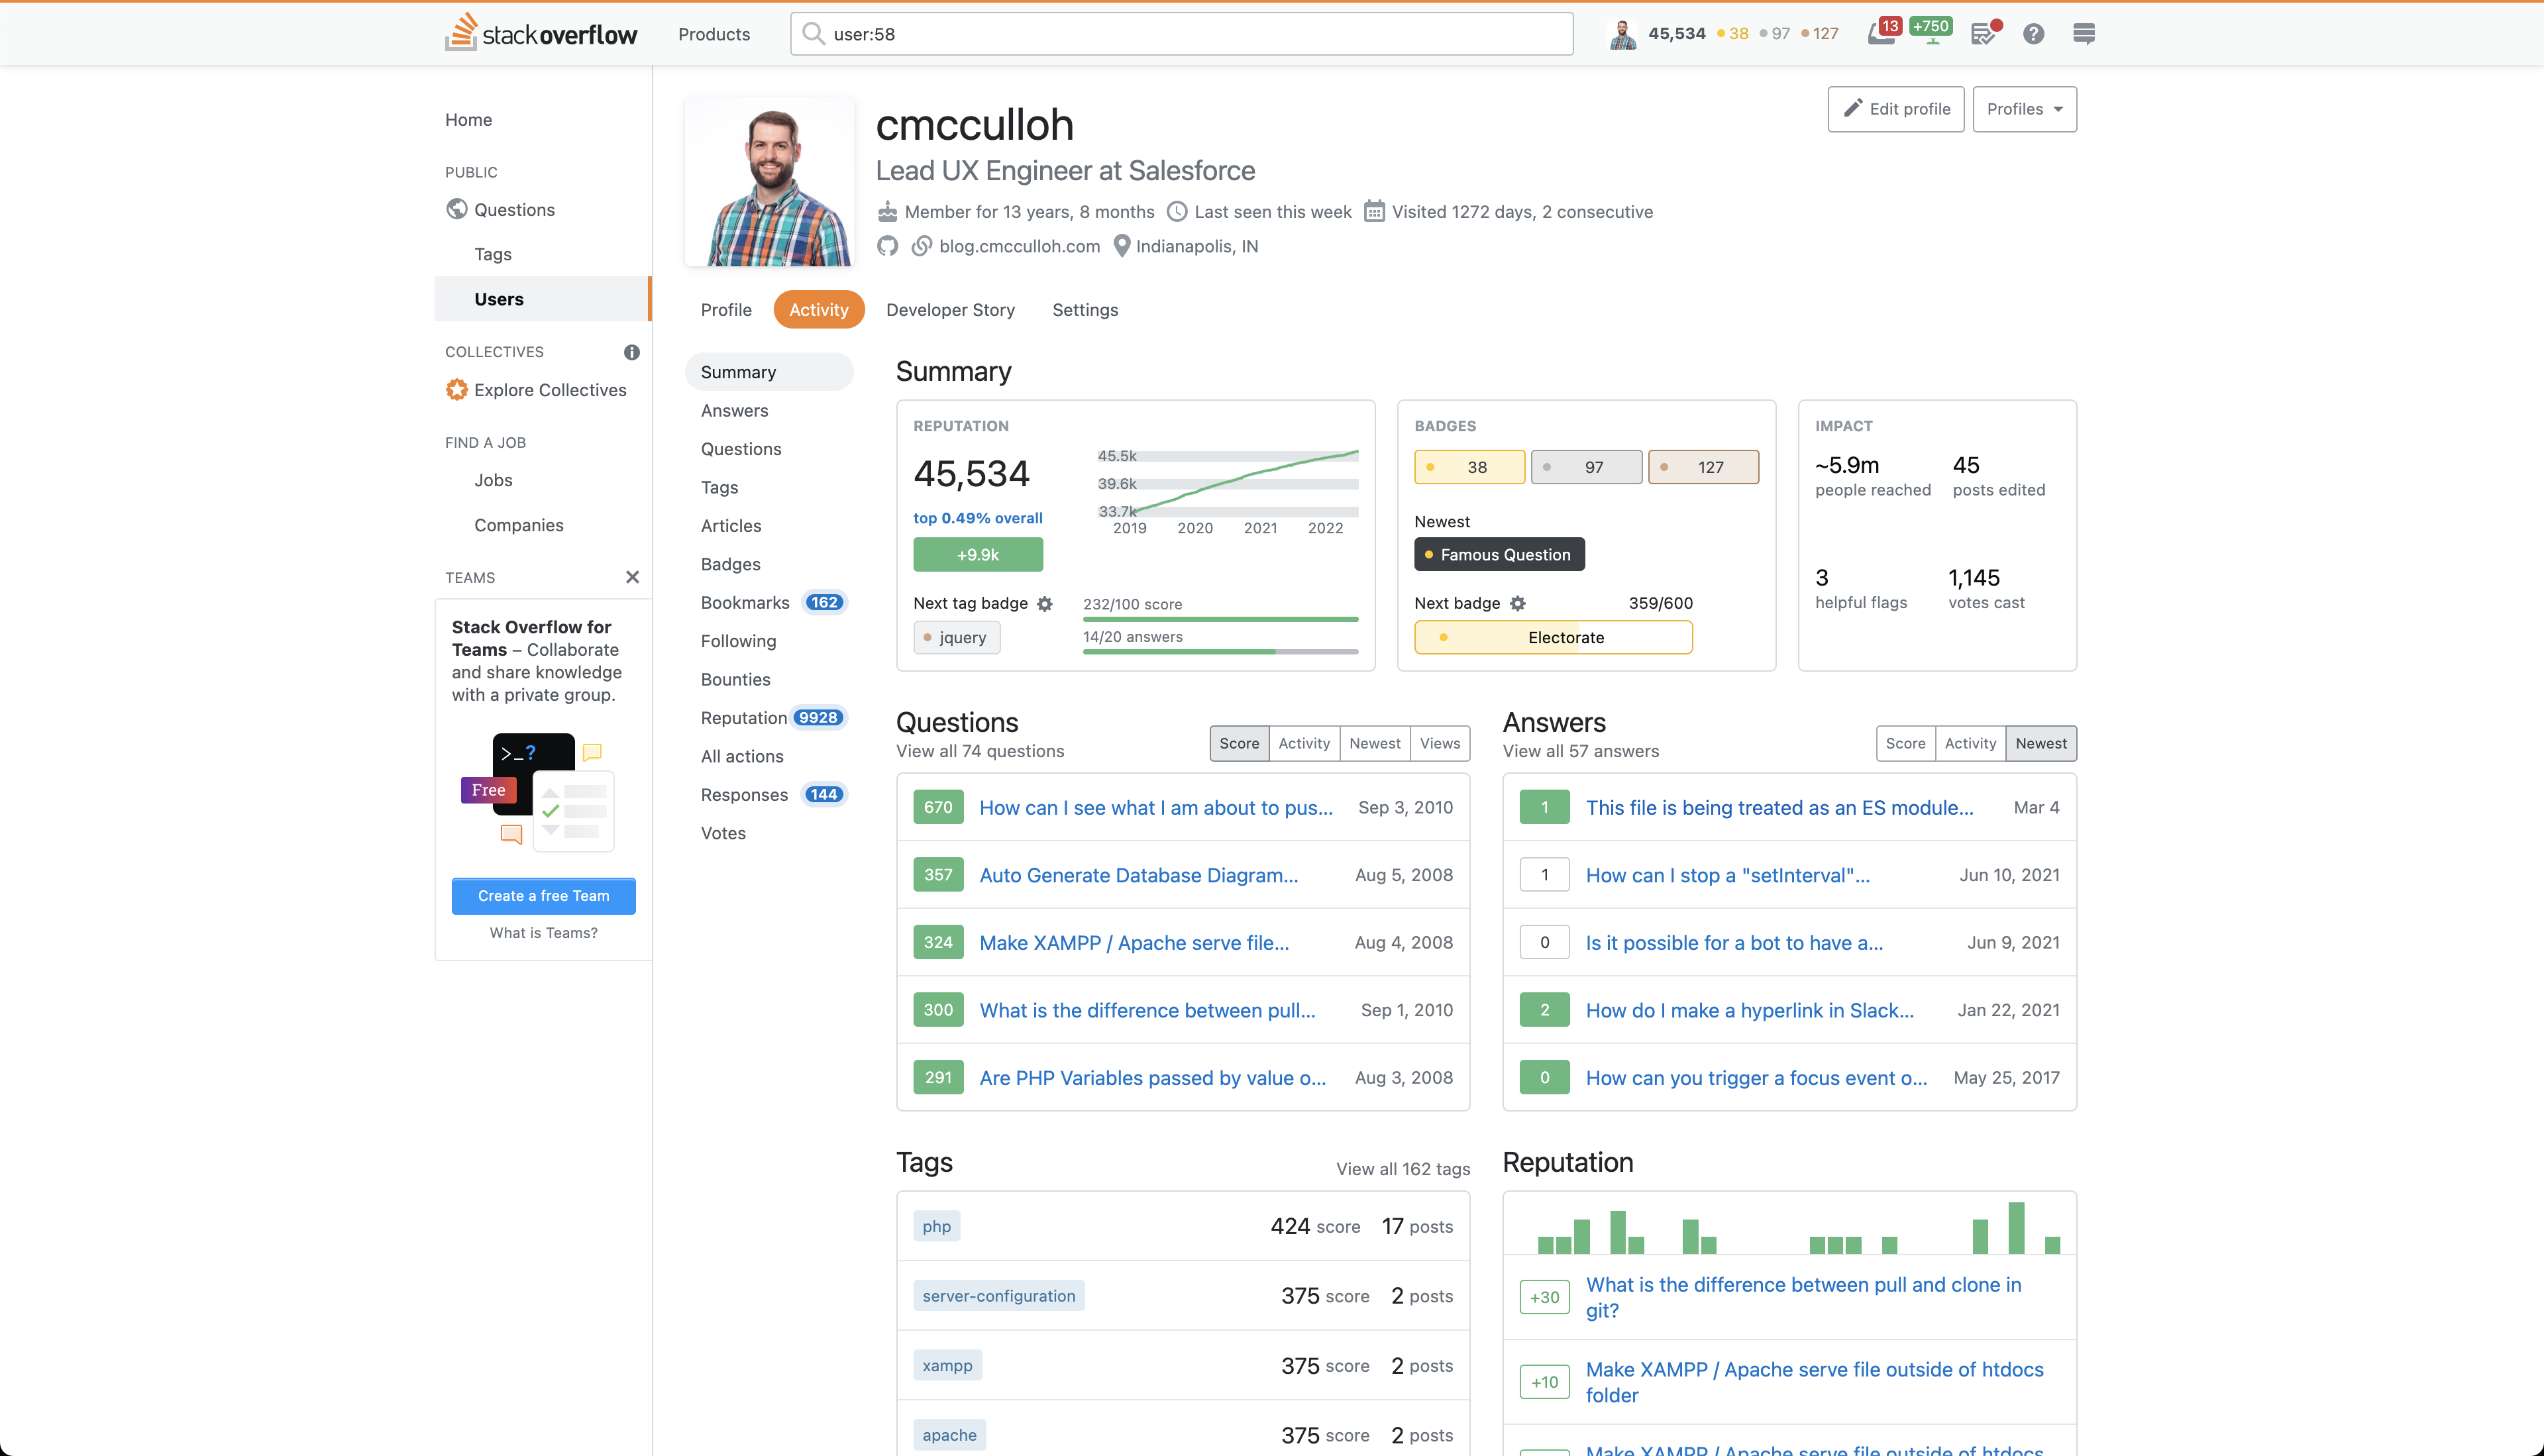 stackoverflow
Products
user:58
45,534
38
97
127
13
+750
Home
PUBLIC
Questions
Tags
Users
COLLECTIVES
Explore Collectives
FIND A JOB
Jobs
Companies
TEAMS
Stack Overflow for
Teams – Collaborate
and share knowledge
with a private group.
>_?
Free
Create a free Team
What is Teams?
cmcculloh
Lead UX Engineer at Salesforce
Member for 13 years, 8 months Last seen this week Visited 1272 days, 2 consecutive
blog.cmcculloh.com Indianapolis, IN
Edit profile
Profiles
Profile
Activity
Developer Story
Settings
Summary
Answers
Questions
Tags
Articles
Badges
Bookmarks 162
Following
Bounties
Reputation 9928
All actions
Responses 144
Votes
Summary
REPUTATION
45,534
top 0.49% overall
+9.9k
45.5k
39.6k
33.7k
2019 2020 2021 2022
Next tag badge
jquery
232/100 score
14/20 answers
BADGES
38
97
127
Newest
Famous Question
Next badge
359/600
Electorate
IMPACT
~5.9m
people reached
45
posts edited
3
helpful flags
1,145
votes cast
Questions
View all 74 questions
Score Activity Newest Views
670 How can I see what I am about to pus... Sep 3, 2010
357 Auto Generate Database Diagram... Aug 5, 2008
324 Make XAMPP / Apache serve file... Aug 4, 2008
300 What is the difference between pull... Sep 1, 2010
291 Are PHP Variables passed by value o... Aug 3, 2008
Answers
View all 57 answers
Score Activity Newest
1 This file is being treated as an ES module... Mar 4
1 How can I stop a "setInterval"... Jun 10, 2021
0 Is it possible for a bot to have a... Jun 9, 2021
2 How do I make a hyperlink in Slack... Jan 22, 2021
0 How can you trigger a focus event o... May 25, 2017
Tags
View all 162 tags
php 424 score 17 posts
server-configuration 375 score 2 posts
xampp 375 score 2 posts
apache 375 score 2 posts
Reputation
+30 What is the difference between pull and clone in
git?
+10 Make XAMPP / Apache serve file outside of htdocs
folder
Make XAMPP / Apache serve file outside of htdocs